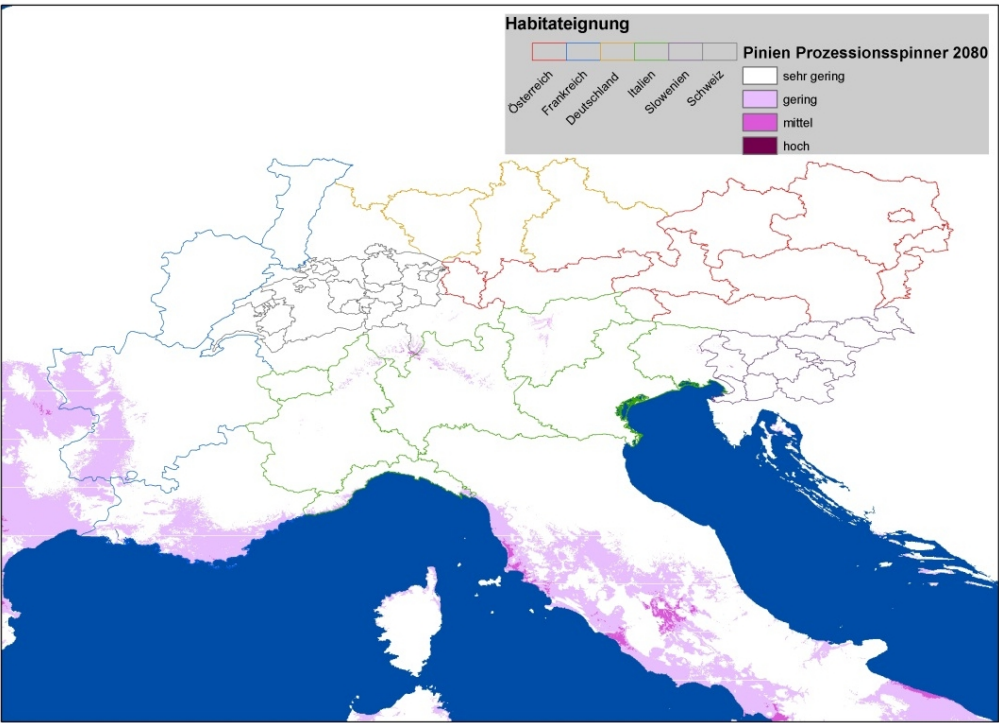 Habitateignung
Österreich
Frankreich
Deutschland
Italien
Slowenien
Schweiz
Pinien Prozessionsspinner 2080
sehr gering
gering
mittel
hoch